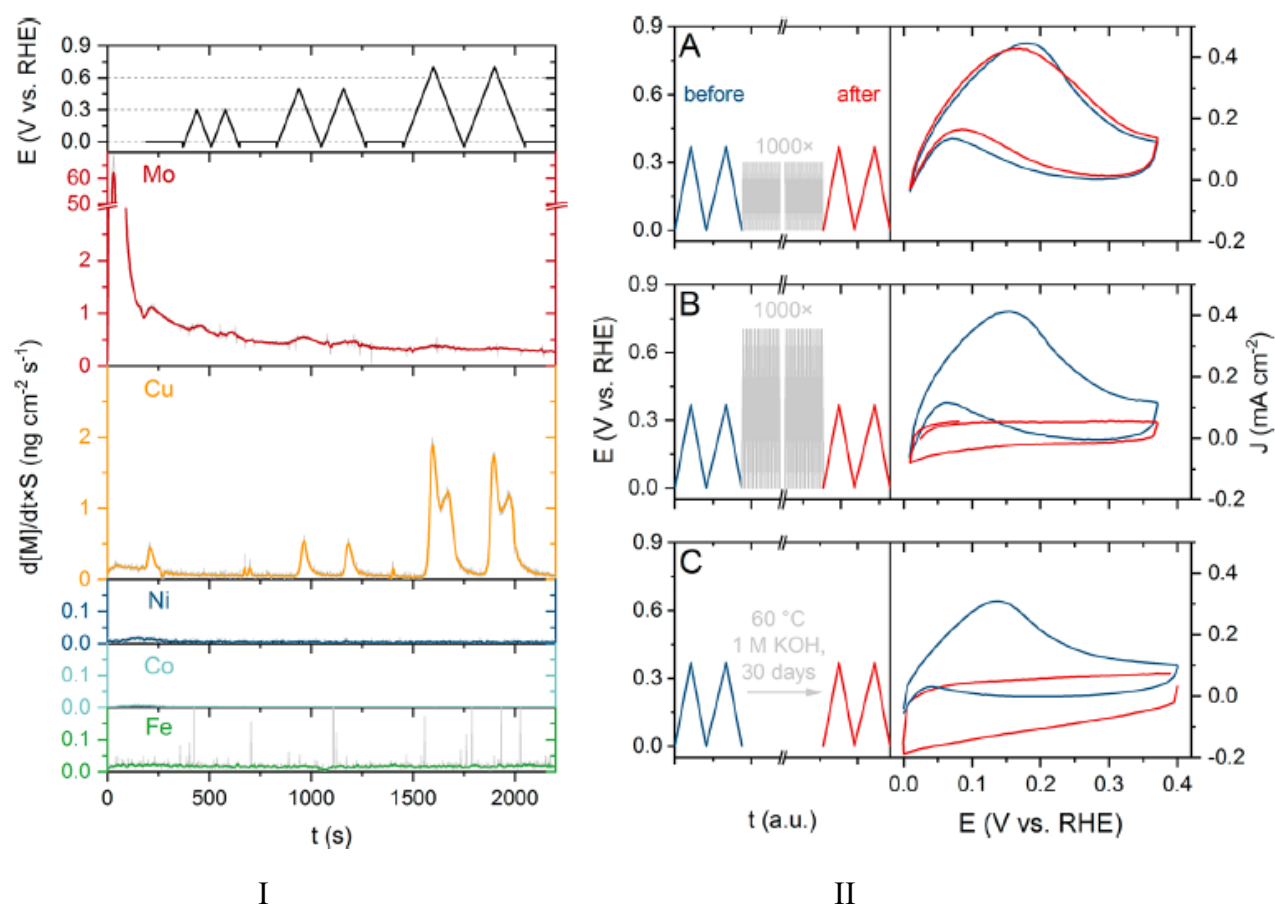 E (V vs. RHE)
0.9
0.6
0.3
0.0
Mo
60
50
2
1
0
Cu
2
1
0
d[M]/dt×S (ng cm⁻² s⁻¹)
Ni
0.1
0.0
Co
0.1
0.0
Fe
0.1
0.0
0 500 1000 1500 2000
t (s)
I
A
0.9
0.6
0.3
0.0
before
after
1000×
0.4
0.2
0.0
-0.2
B
0.9
0.6
0.3
0.0
1000×
0.4
0.2
0.0
-0.2
E (V vs. RHE)
J (mA cm⁻²)
C
0.9
0.6
0.3
0.0
60 °C
1 M KOH,
30 days
0.4
0.2
0.0
-0.2
0.0 0.1 0.2 0.3 0.4
t (a.u.)
E (V vs. RHE)
II